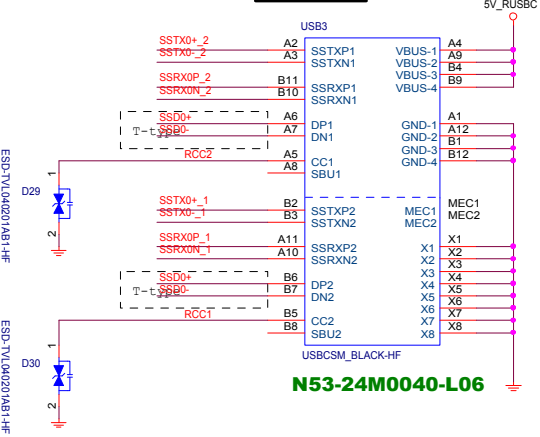 5V_RUSBC
USB3
SSTX0+_2 A2 SSTXP1 VBUS-1 A4
SSTX0-_2 A3 SSTXN1 VBUS-2 A9
VBUS-3 B4
SSRX0P_2 B11 SSRXP1 VBUS-4 B9
SSRX0N_2 B10 SSRXN1
SSD0+ A6 DP1 GND-1 A1
T-type SSD0- A7 DN1 GND-2 A12
GND-3 B1
RCC2 A5 CC1 GND-4 B12
A8 SBU1
ESD-TVL040201AB1-HF
D29
1
2
SSTX0+_1 B2 SSTXP2 MEC1 MEC1
SSTX0-_1 B3 SSTXN2 MEC2 MEC2
SSRX0P_1 A11 SSRXP2 X1 X1
SSRX0N_1 A10 SSRXN2 X2 X2
X3 X3
SSD0+ B6 DP2 X4 X4
T-type SSD0- B7 DN2 X5 X5
X6 X6
RCC1 B5 CC2 X7 X7
B8 SBU2 X8 X8
USBCSM_BLACK-HF
N53-24M0040-L06
ESD-TVL040201AB1-HF
D30
1
2